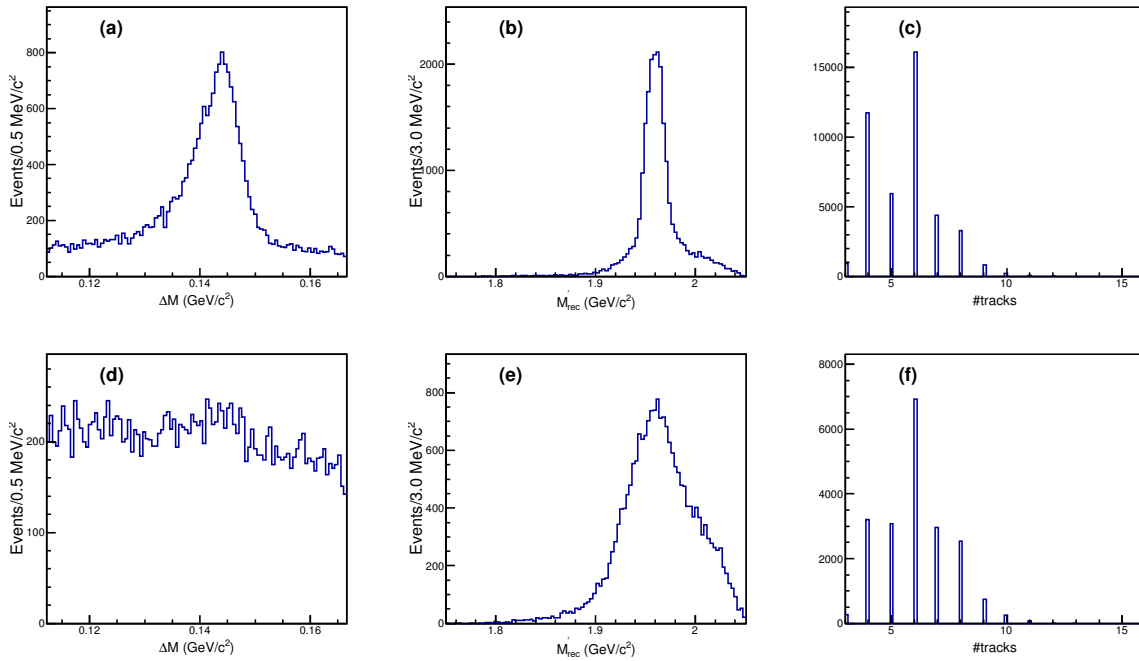 (a)
Events/0.5 MeV/c²
800
600
400
200
0
0.12 0.14 0.16
ΔM (GeV/c²)
(b)
Events/3.0 MeV/c²
2000
1000
0
1.8 1.9 2
M_rec (GeV/c²)
(c)
15000
10000
5000
0
5 10 15
#tracks
(d)
Events/0.5 MeV/c²
200
100
0
0.12 0.14 0.16
ΔM (GeV/c²)
(e)
Events/3.0 MeV/c²
800
600
400
200
0
1.8 1.9 2
M_rec (GeV/c²)
(f)
8000
6000
4000
2000
0
5 10 15
#tracks